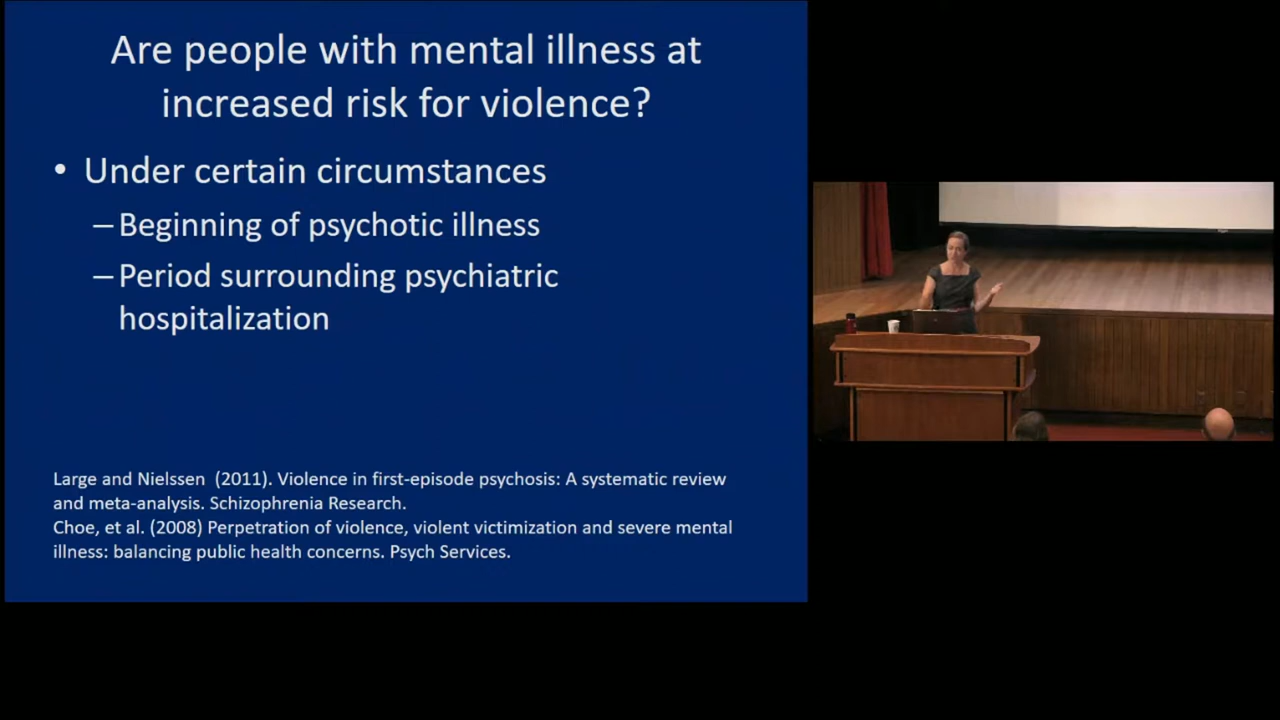 Are people with mental illness at
increased risk for violence?
• Under certain circumstances
–Beginning of psychotic illness
–Period surrounding psychiatric
hospitalization
Large and Nielssen (2011). Violence in first-episode psychosis: A systematic review
and meta-analysis. Schizophrenia Research.
Choe, et al. (2008) Perpetration of violence, violent victimization and severe mental
illness: balancing public health concerns. Psych Services.